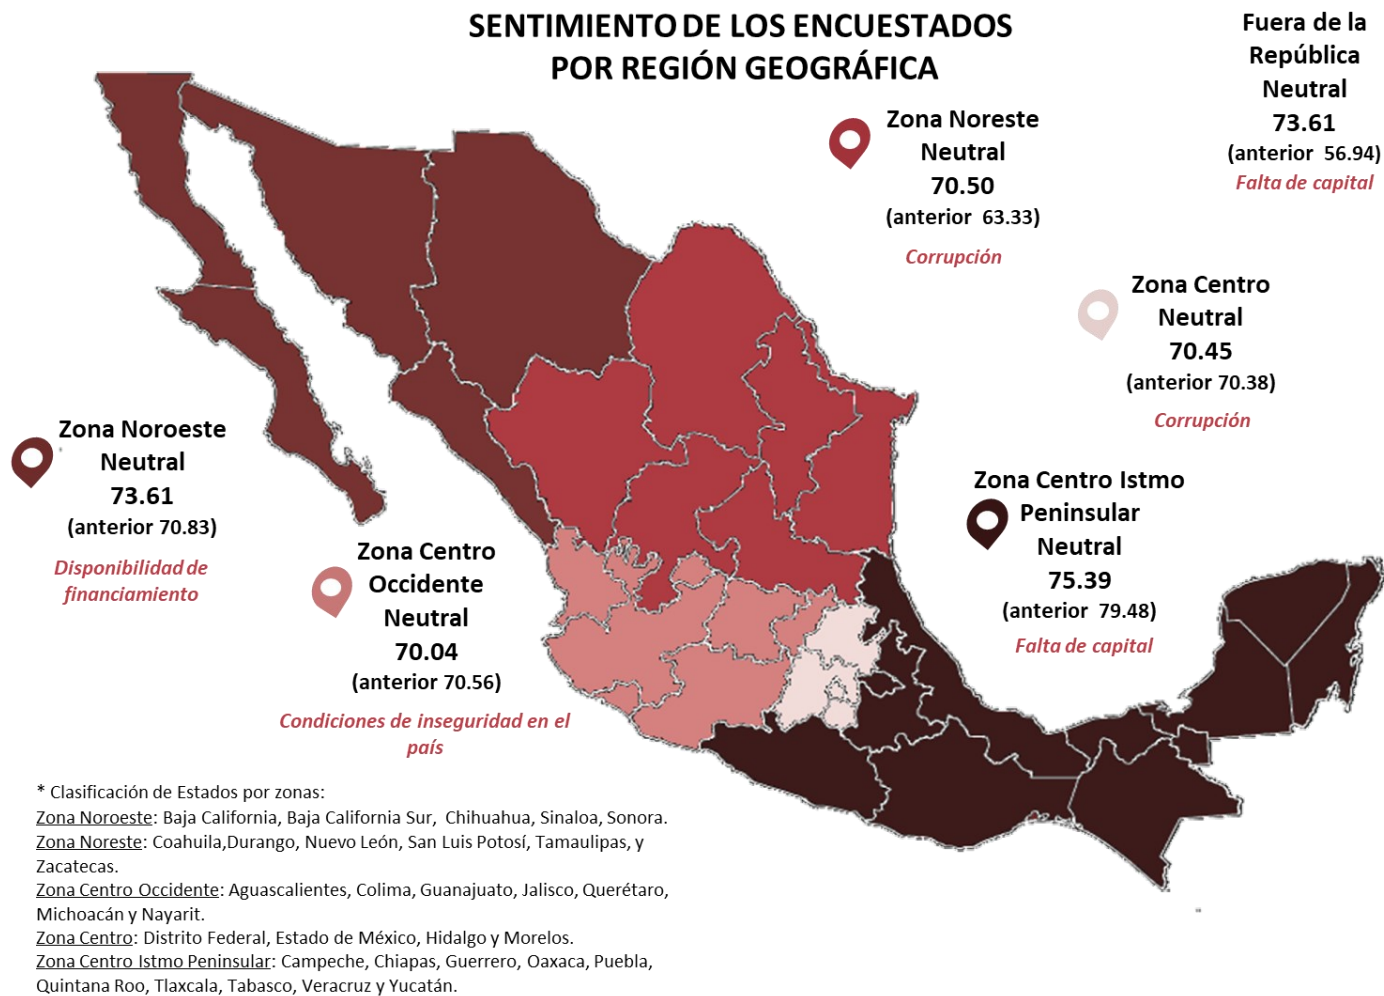 SENTIMIENTO DE LOS ENCUESTADOS
POR REGIÓN GEOGRÁFICA
Fuera de la
República
Neutral
73.61
(anterior 56.94)
Falta de capital
Zona Noreste
Neutral
70.50
(anterior 63.33)
Corrupción
Zona Centro
Neutral
70.45
(anterior 70.38)
Corrupción
Zona Noroeste
Neutral
73.61
(anterior 70.83)
Disponibilidad de
financiamiento
Zona Centro
Occidente
Neutral
70.04
(anterior 70.56)
Condiciones de inseguridad en el
país
Zona Centro Istmo
Peninsular
Neutral
75.39
(anterior 79.48)
Falta de capital
* Clasificación de Estados por zonas:
Zona Noroeste: Baja California, Baja California Sur, Chihuahua, Sinaloa, Sonora.
Zona Noreste: Coahuila,Durango, Nuevo León, San Luis Potosí, Tamaulipas, y
Zacatecas.
Zona Centro Occidente: Aguascalientes, Colima, Guanajuato, Jalisco, Querétaro,
Michoacán y Nayarit.
Zona Centro: Distrito Federal, Estado de México, Hidalgo y Morelos.
Zona Centro Istmo Peninsular: Campeche, Chiapas, Guerrero, Oaxaca, Puebla,
Quintana Roo, Tlaxcala, Tabasco, Veracruz y Yucatán.